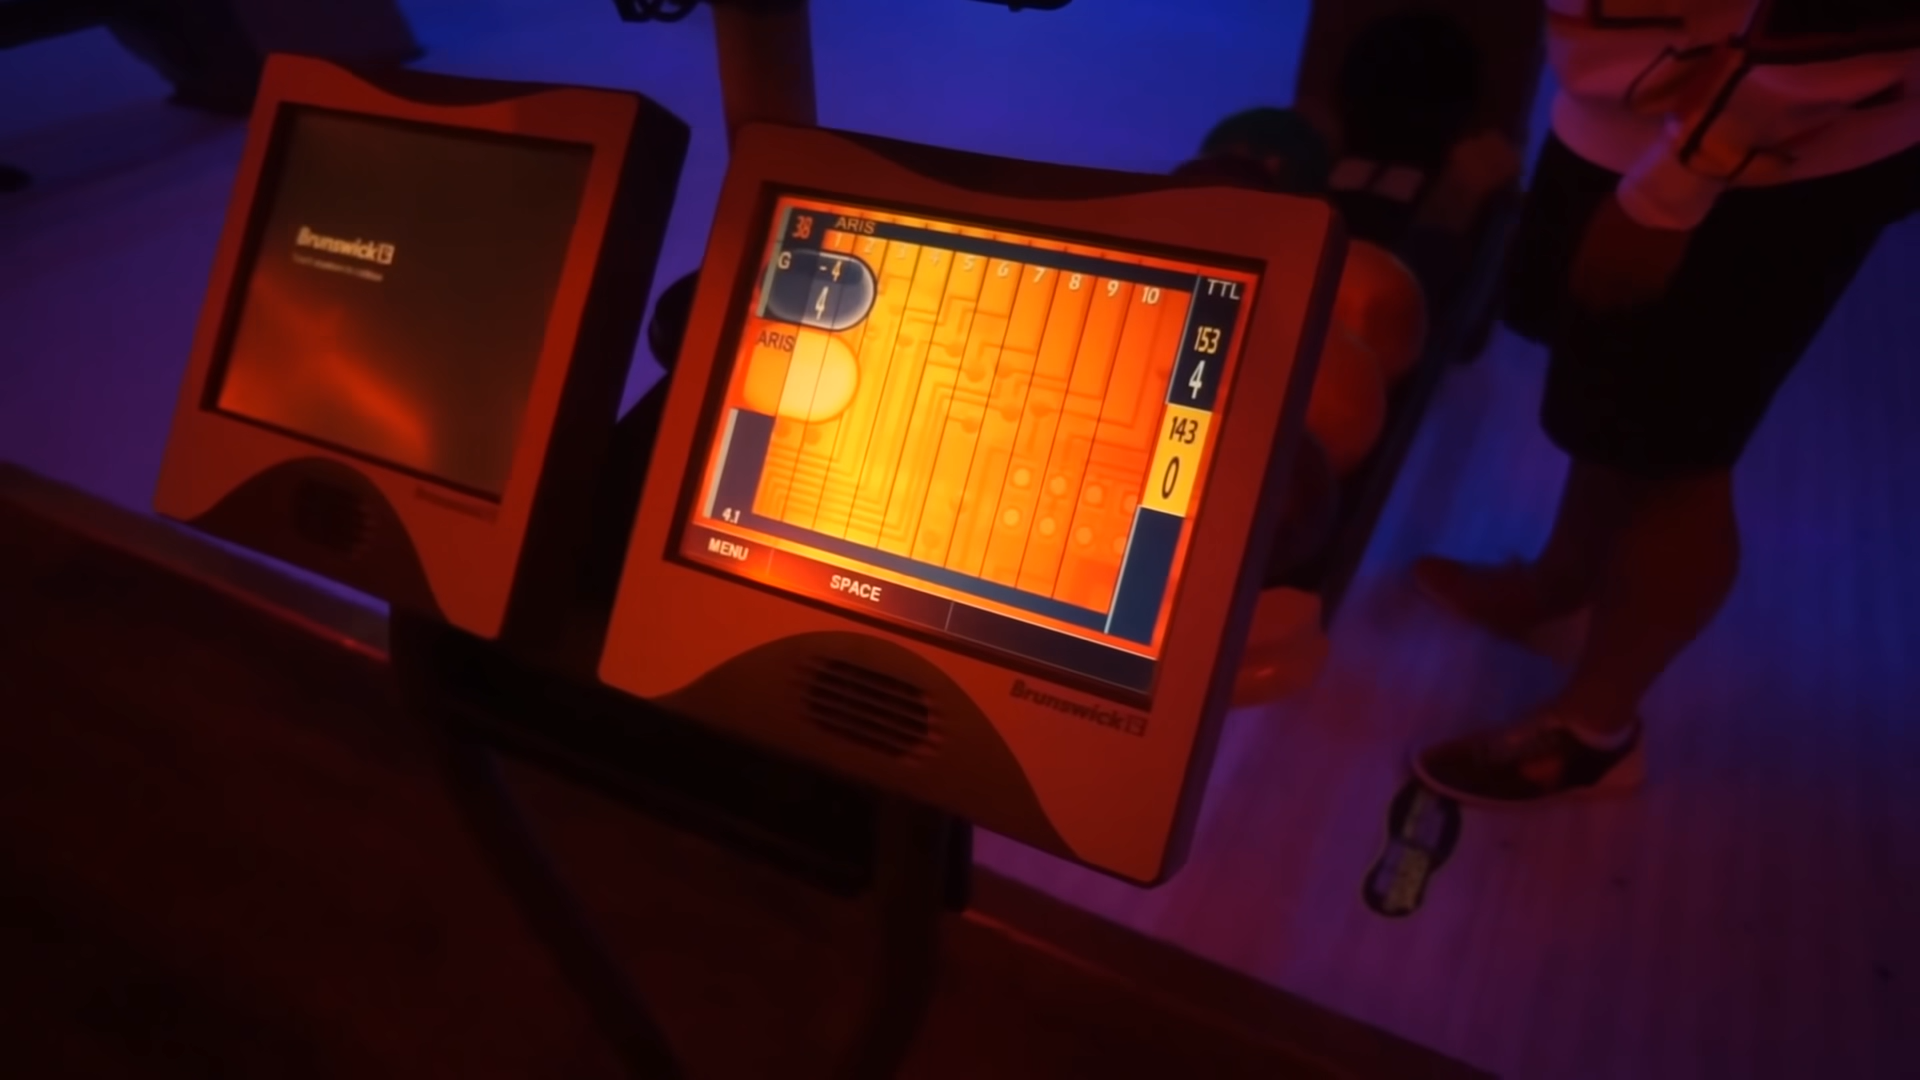 Brunswick
38 ARIS
1 2 3 4 5 6 7 8 9 10 TTL
G -4
4
153
4
ARIS
143
0
4.1
MENU
SPACE
Brunswick